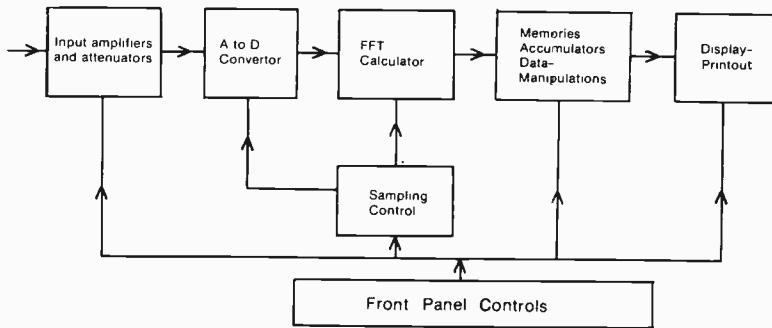 Input amplifiers
and attenuators
A to D
Convertor
FFT
Calculator
Memories
Accumulators
Data-
Manipulations
Display-
Printout
Sampling
Control
Front Panel Controls